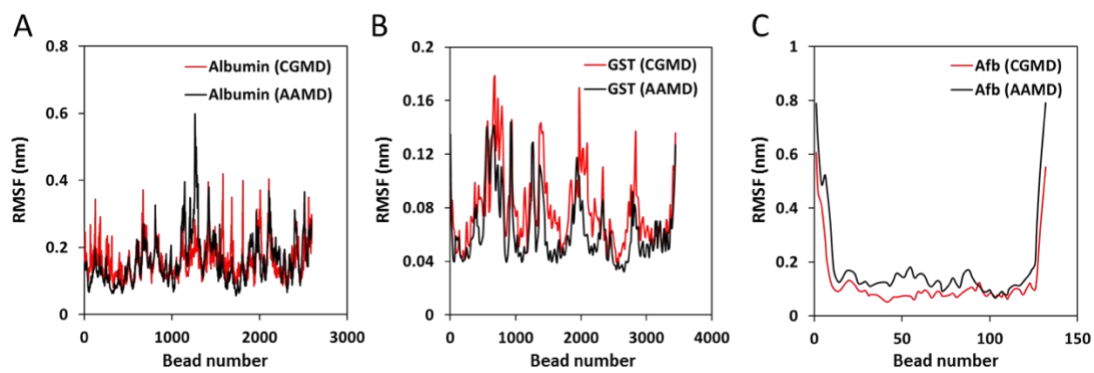 A
RMSF (nm)
0.8
0.6
0.4
0.2
0
0
1000
2000
3000
Bead number
Albumin (CGMD)
Albumin (AAMD)
B
RMSF (nm)
0.2
0.16
0.12
0.08
0.04
0
0
1000
2000
3000
4000
Bead number
GST (CGMD)
GST (AAMD)
C
RMSF (nm)
1
0.8
0.6
0.4
0.2
0
0
50
100
150
Bead number
Afb (CGMD)
Afb (AAMD)